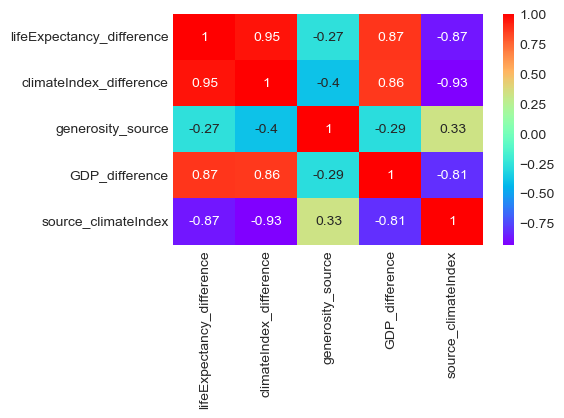 lifeExpectancy_difference 1 0.95 -0.27 0.87 -0.87
climateIndex_difference 0.95 1 -0.4 0.86 -0.93
generosity_source -0.27 -0.4 1 -0.29 0.33
GDP_difference 0.87 0.86 -0.29 1 -0.81
source_climateIndex -0.87 -0.93 0.33 -0.81 1
lifeExpectancy_difference
climateIndex_difference
generosity_source
GDP_difference
source_climateIndex
1.00
0.75
0.50
0.25
0.00
-0.25
-0.50
-0.75